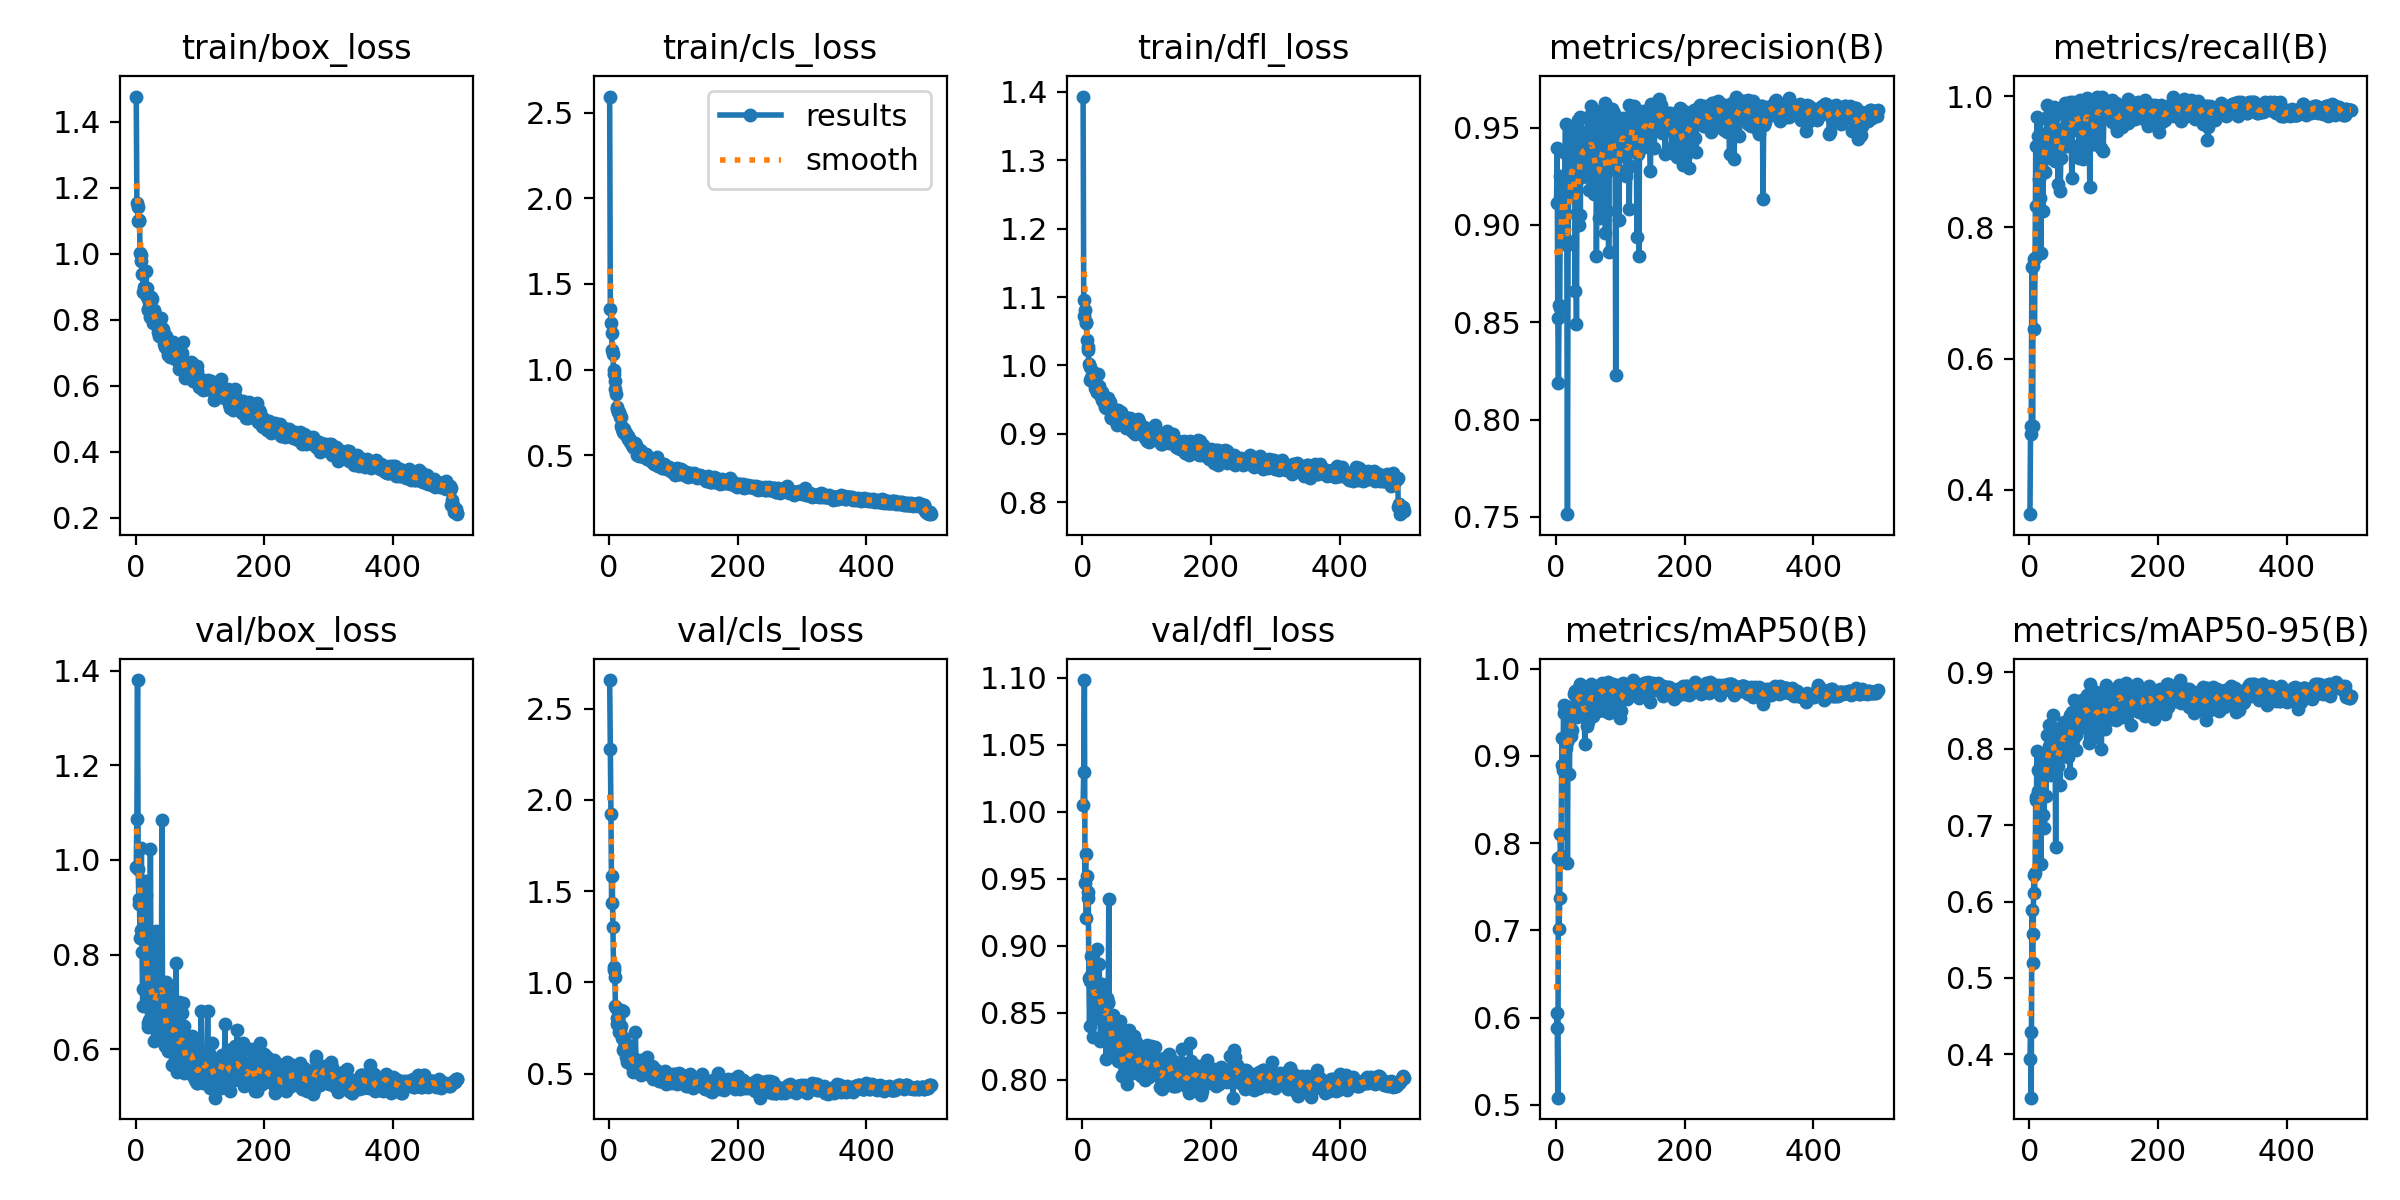 train/box_loss
train/cls_loss
train/dfl_loss
metrics/precision(B)
metrics/recall(B)
results
smooth
1.4
1.2
1.0
0.8
0.6
0.4
0.2
0 200 400
2.5
2.0
1.5
1.0
0.5
0 200 400
1.4
1.3
1.2
1.1
1.0
0.9
0.8
0 200 400
0.95
0.90
0.85
0.80
0.75
0 200 400
1.0
0.8
0.6
0.4
0 200 400
val/box_loss
val/cls_loss
val/dfl_loss
metrics/mAP50(B)
metrics/mAP50-95(B)
1.4
1.2
1.0
0.8
0.6
0 200 400
2.5
2.0
1.5
1.0
0.5
0 200 400
1.10
1.05
1.00
0.95
0.90
0.85
0.80
0 200 400
1.0
0.9
0.8
0.7
0.6
0.5
0 200 400
0.9
0.8
0.7
0.6
0.5
0.4
0 200 400